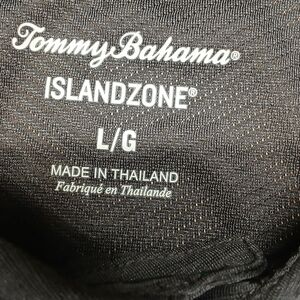 Tommy Bahama®
ISLANDZONE®
L/G
MADE IN THAILAND
Fabriqué en Thaïlande